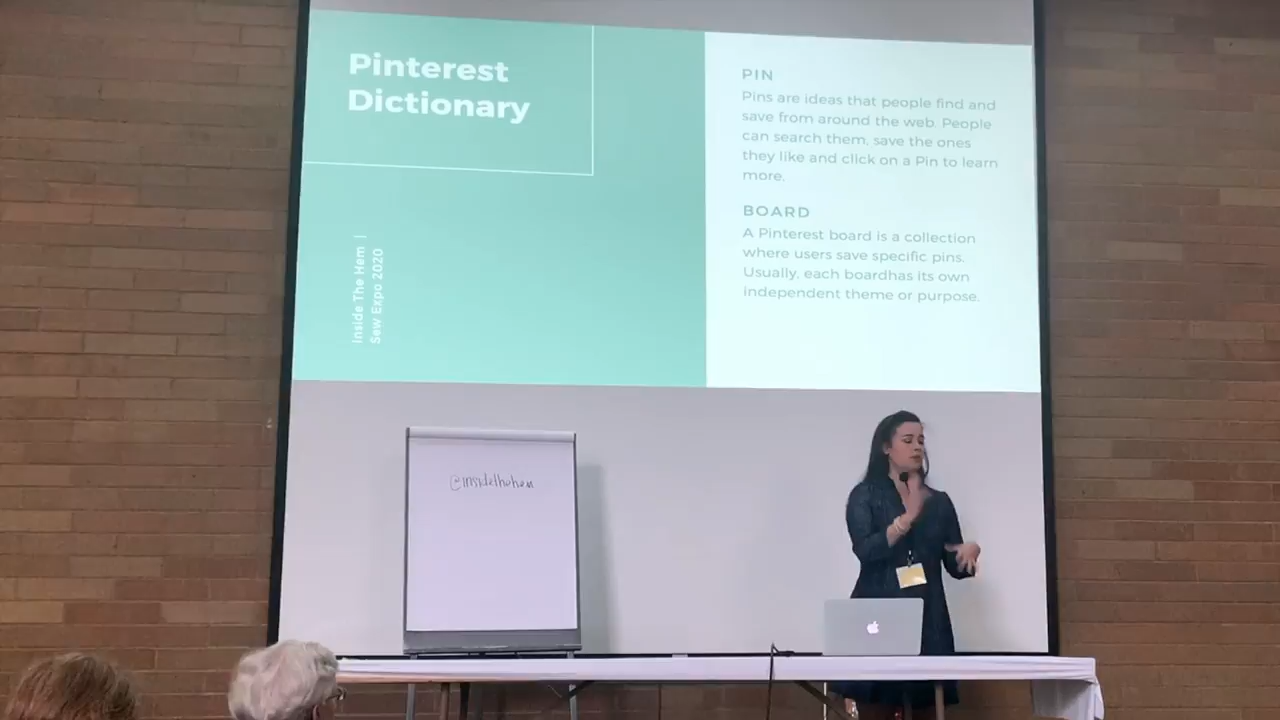 Pinterest
Dictionary
Inside The Hem |
Sew Expo 2020
PIN
Pins are ideas that people find and
save from around the web. People
can search them, save the ones
they like and click on a Pin to learn
more.
BOARD
A Pinterest board is a collection
where users save specific pins.
Usually, each boardhas its own
independent theme or purpose.
@insidethehem